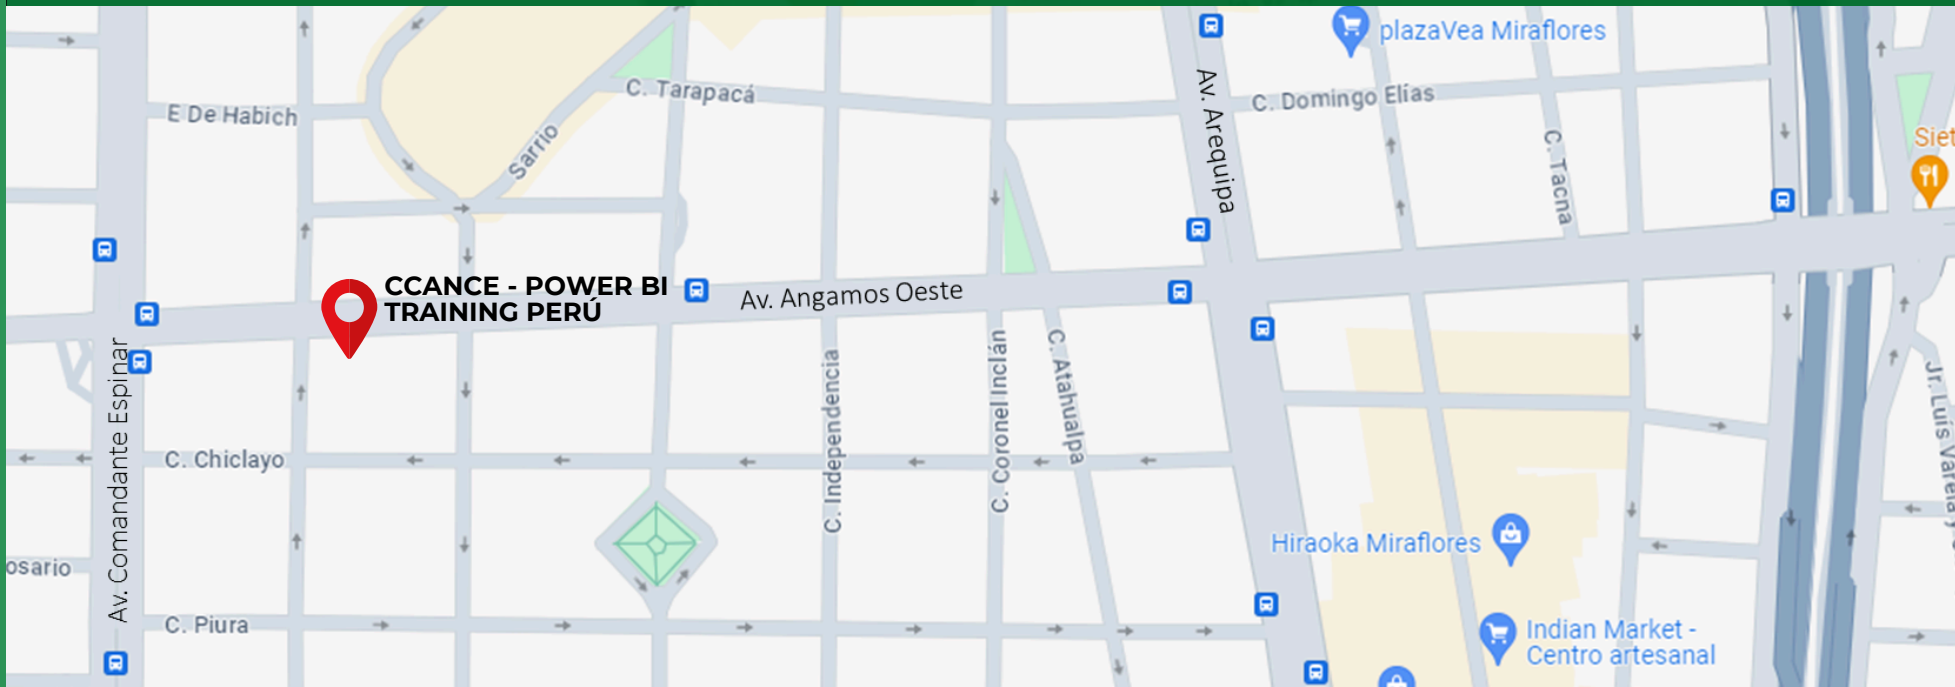 plazaVea Miraflores
C. Tarapacá
Av. Arequipa
C. Domingo Elías
E De Habich
Sarrio
C. Tacna
Siet
CCANCE - POWER BI
TRAINING PERÚ
Av. Angamos Oeste
Av. Comandante Espinar
C. Independencia
C. Coronel Inclán
C. Atahualpa
Jr. Luis Varela y
C. Chiclayo
Hiraoka Miraflores
osario
C. Piura
Indian Market -
Centro artesanal